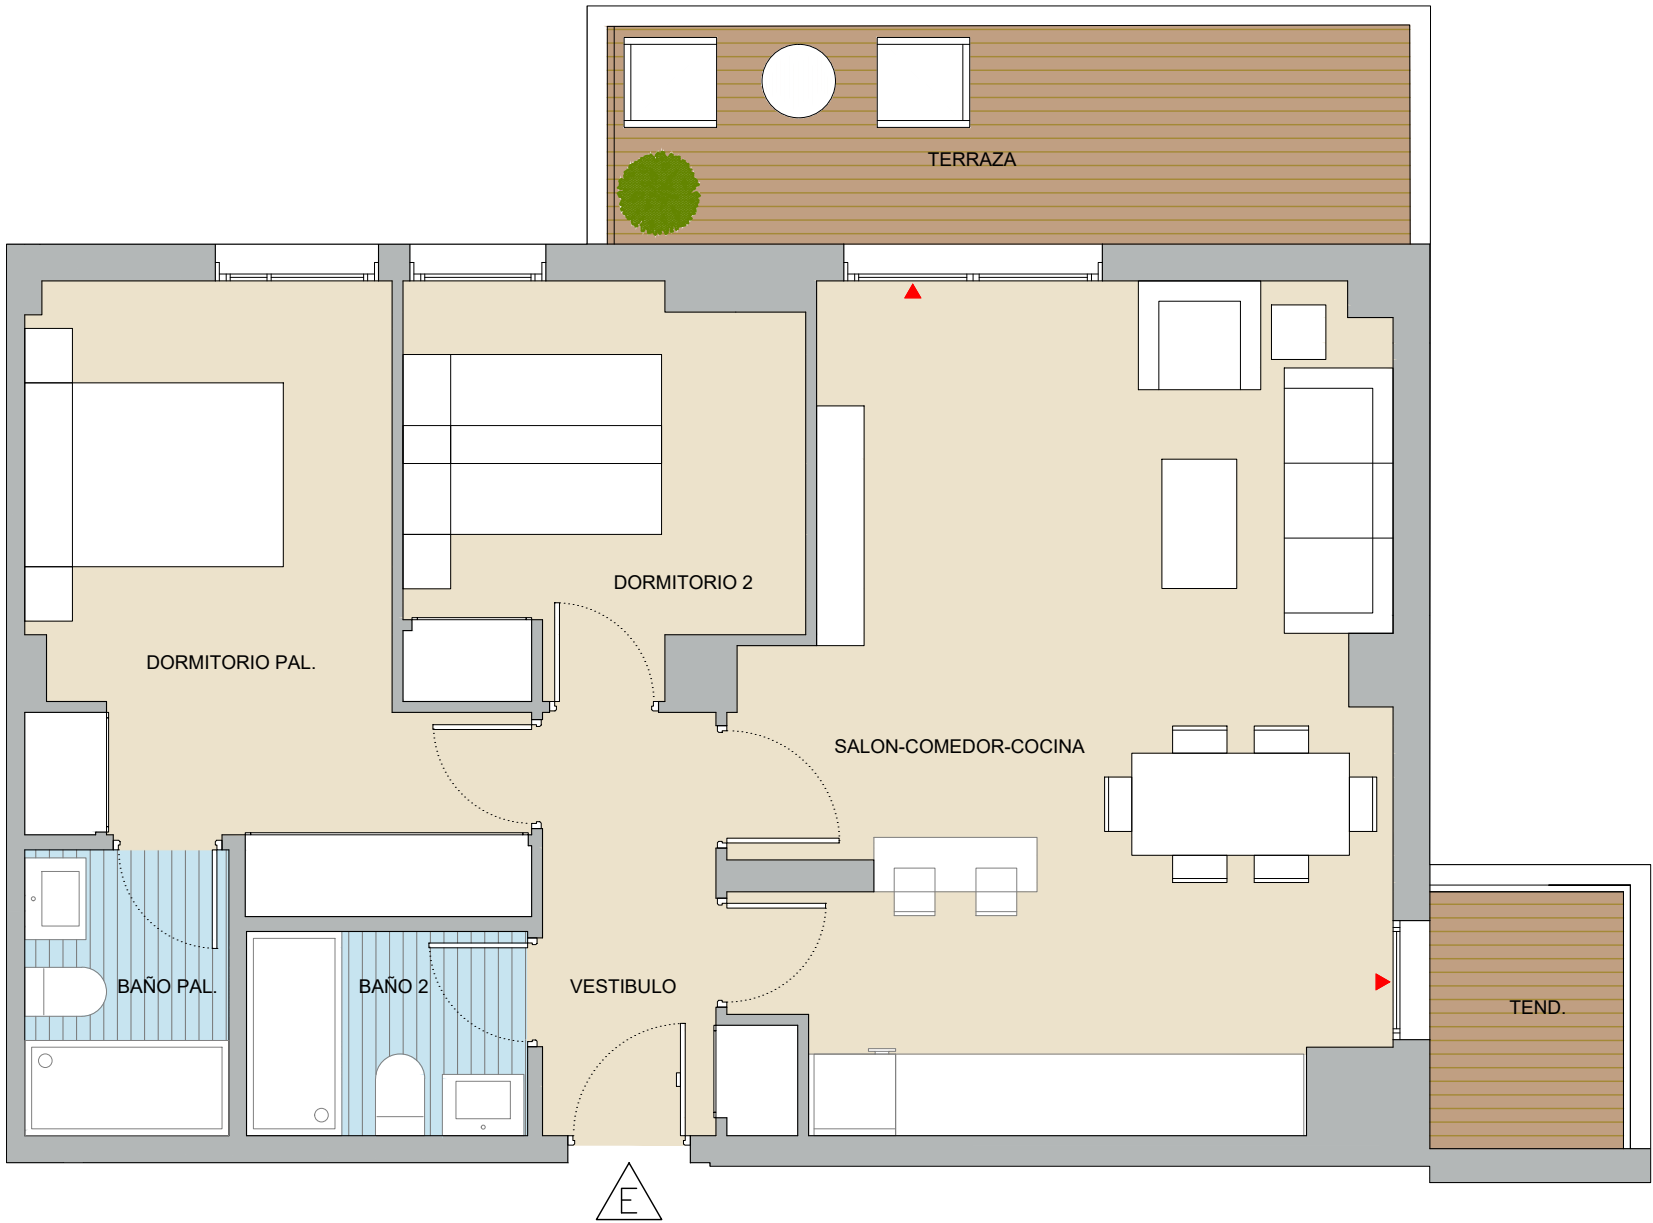 TERRAZA
DORMITORIO 2
DORMITORIO PAL.
SALON-COMEDOR-COCINA
BAÑO PAL.
BAÑO 2
VESTIBULO
TEND.
E